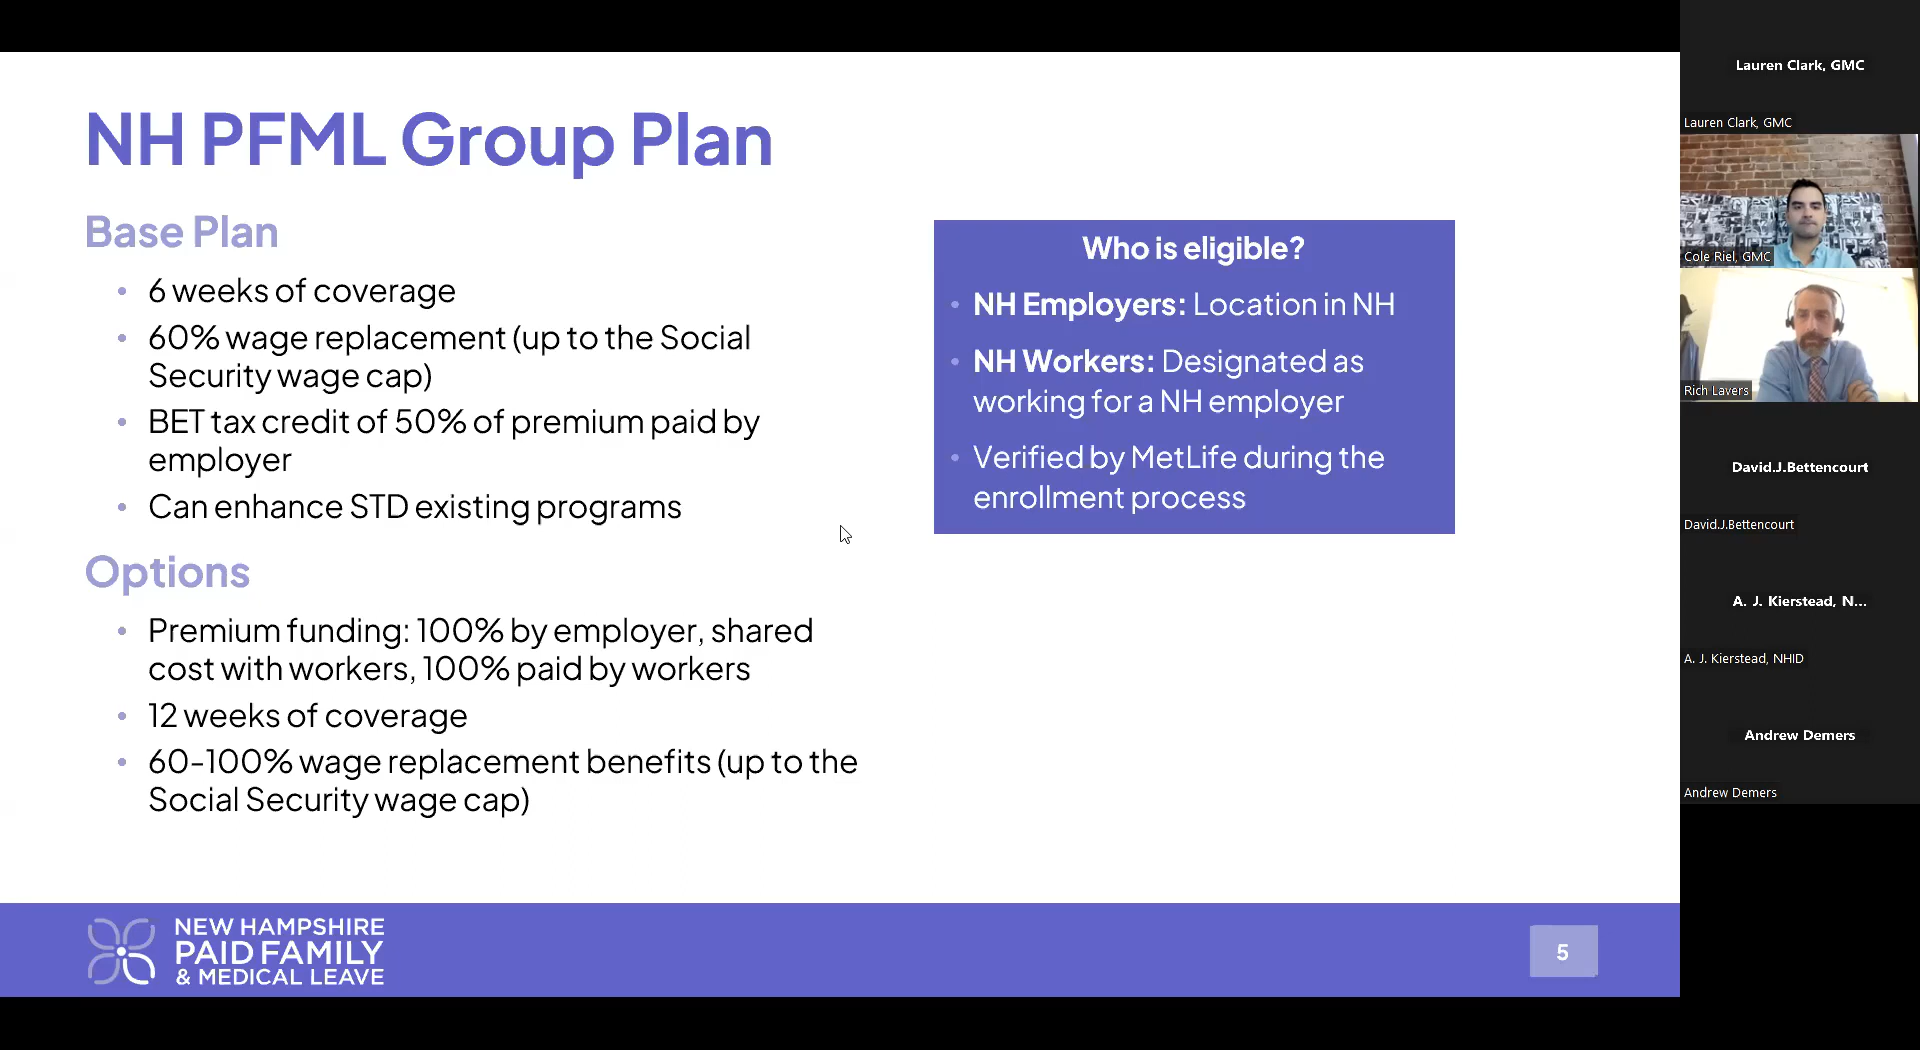 NH PFML Group Plan
Base Plan
• 6 weeks of coverage
• 60% wage replacement (up to the Social
Security wage cap)
• BET tax credit of 50% of premium paid by
employer
• Can enhance STD existing programs
Options
• Premium funding: 100% by employer, shared
cost with workers, 100% paid by workers
• 12 weeks of coverage
• 60-100% wage replacement benefits (up to the
Social Security wage cap)
Who is eligible?
• NH Employers: Location in NH
• NH Workers: Designated as
working for a NH employer
• Verified by MetLife during the
enrollment process
NEW HAMPSHIRE
PAID FAMILY
& MEDICAL LEAVE
5
Lauren Clark, GMC
Lauren Clark, GMC
Cole Riel, GMC
Rich Lavers
David.J.Bettencourt
David.J.Bettencourt
A. J. Kierstead, N...
A. J. Kierstead, NHID
Andrew Demers
Andrew Demers